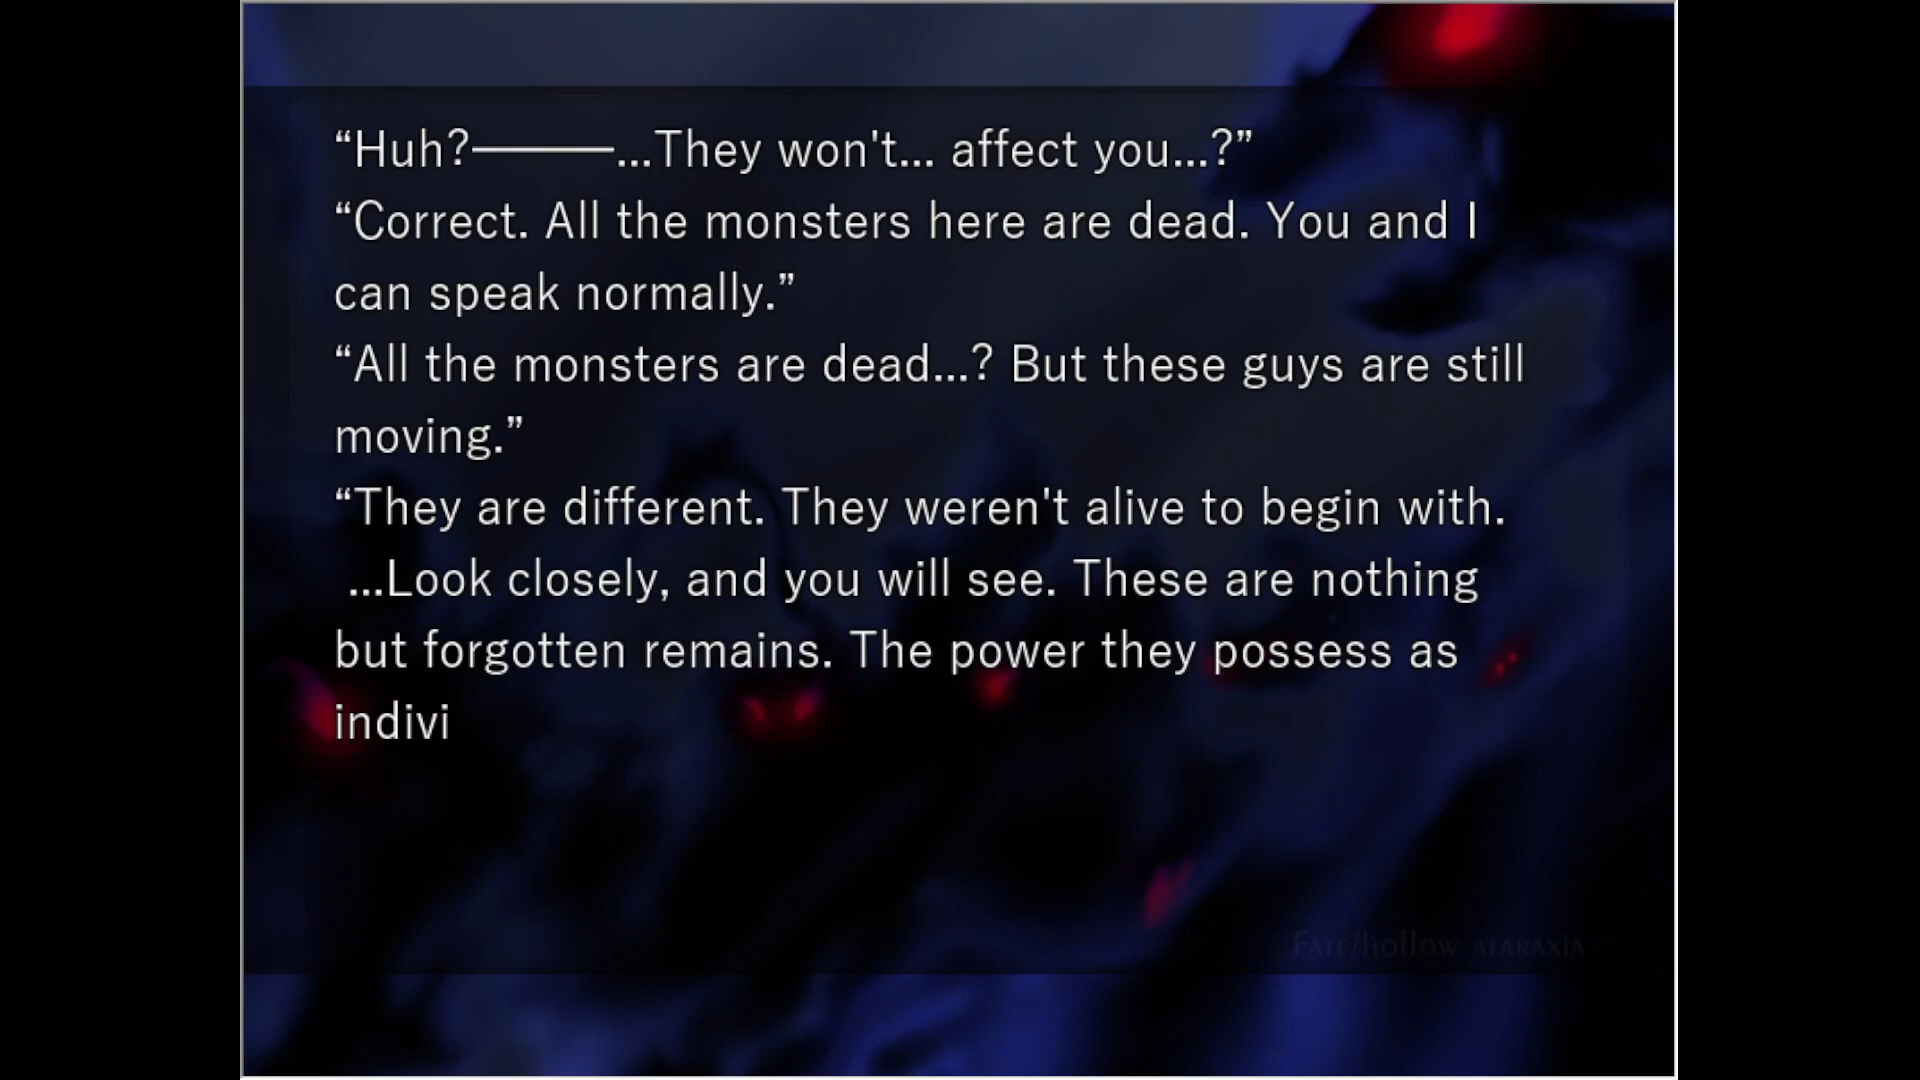 “Huh?―――...They won't... affect you...?”
“Correct. All the monsters here are dead. You and I
can speak normally.”
“All the monsters are dead...? But these guys are still
moving.”
“They are different. They weren't alive to begin with.
...Look closely, and you will see. These are nothing
but forgotten remains. The power they possess as
indivi
Fate/hollow ataraxia